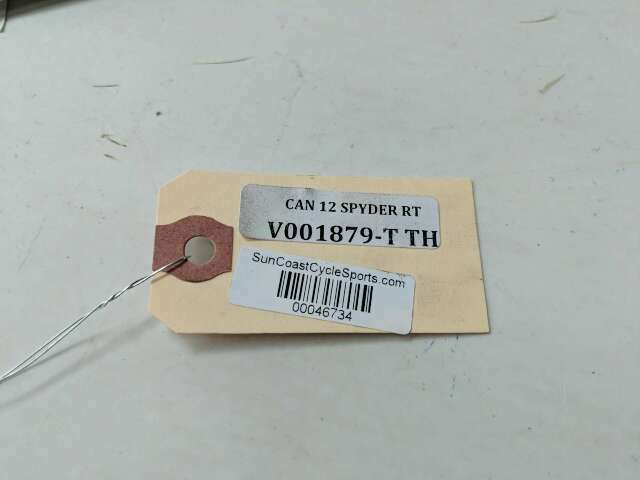 CAN 12 SPYDER RT
V001879-T TH
SunCoastCycleSports.com
00046734